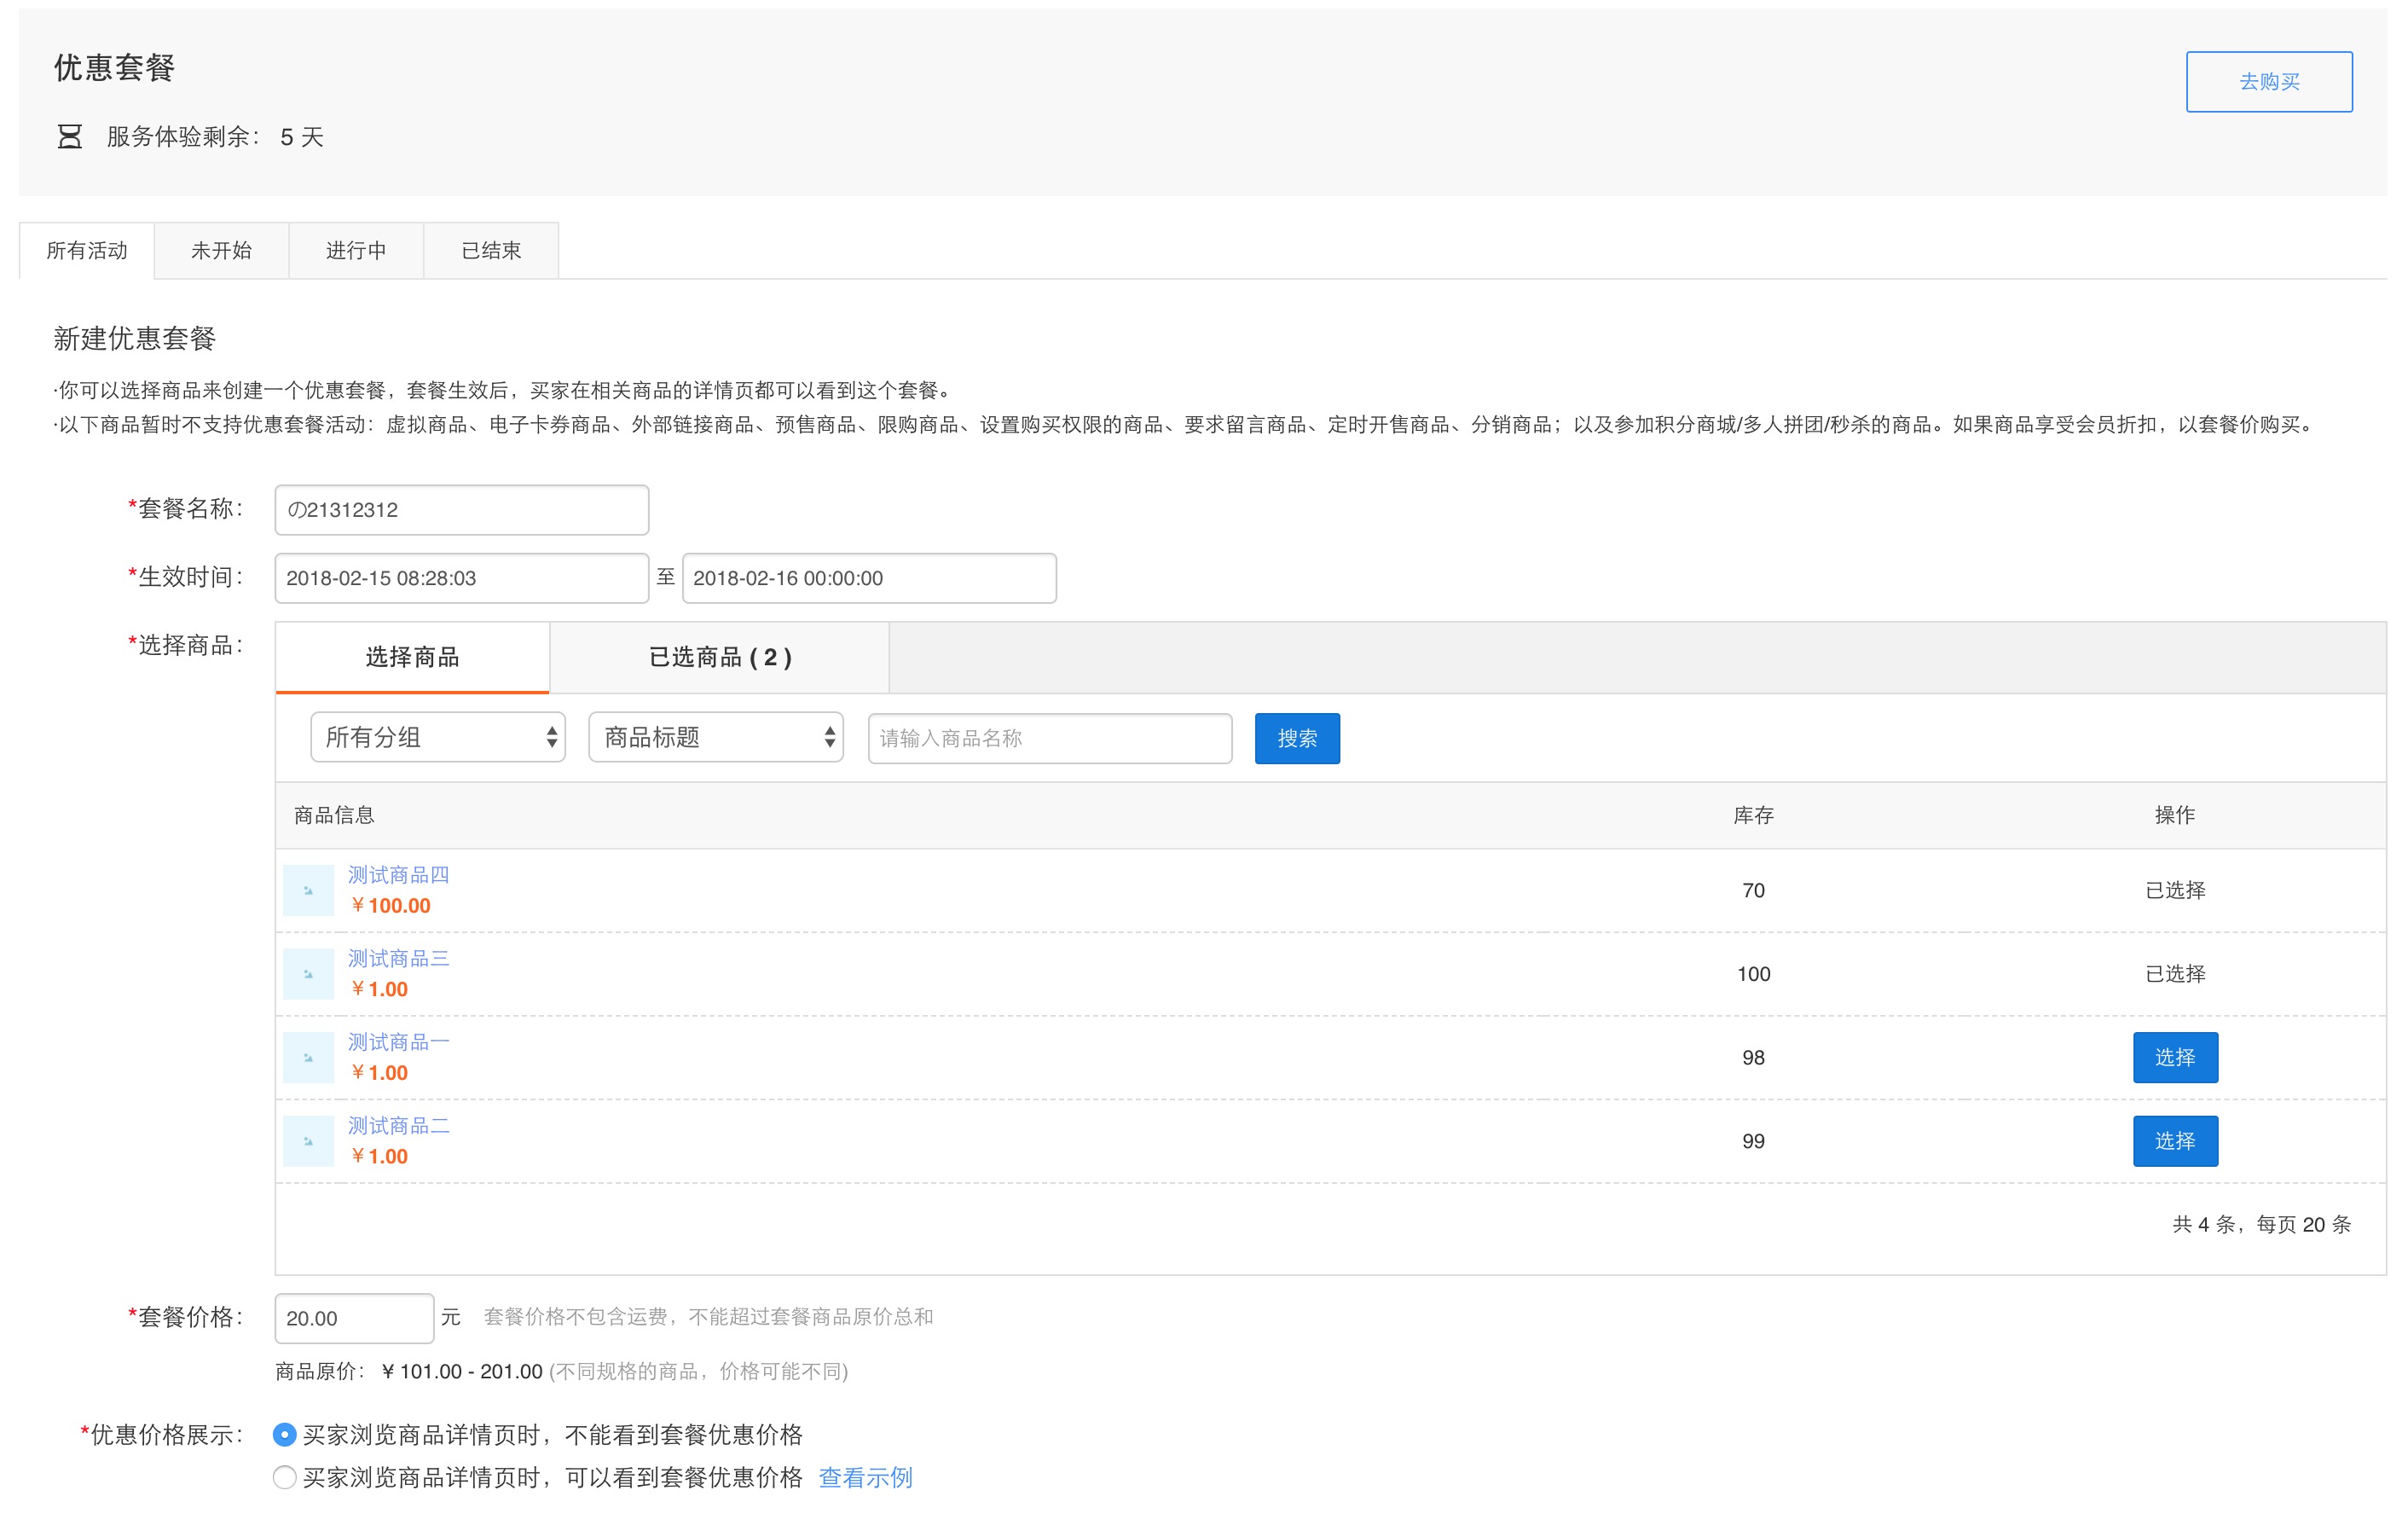 优惠套餐
去购买
服务体验剩余： 5 天
所有活动 未开始 进行中 已结束
新建优惠套餐
·你可以选择商品来创建一个优惠套餐，套餐生效后，买家在相关商品的详情页都可以看到这个套餐。
·以下商品暂时不支持优惠套餐活动：虚拟商品、电子卡券商品、外部链接商品、预售商品、限购商品、设置购买权限的商品、要求留言商品、定时开售商品、分销商品；以及参加积分商城/多人拼团/秒杀的商品。如果商品享受会员折扣，以套餐价购买。
*套餐名称： の21312312
*生效时间： 2018-02-15 08:28:03 至 2018-02-16 00:00:00
*选择商品： 选择商品 已选商品 ( 2 )
所有分组 商品标题 请输入商品名称 搜索
商品信息 库存 操作
测试商品四
￥100.00 70 已选择
测试商品三
￥1.00 100 已选择
测试商品一
￥1.00 98 选择
测试商品二
￥1.00 99 选择
共 4 条，每页 20 条
*套餐价格： 20.00 元 套餐价格不包含运费，不能超过套餐商品原价总和
商品原价： ¥ 101.00 - 201.00 (不同规格的商品，价格可能不同)
*优惠价格展示： 买家浏览商品详情页时，不能看到套餐优惠价格
买家浏览商品详情页时，可以看到套餐优惠价格 查看示例